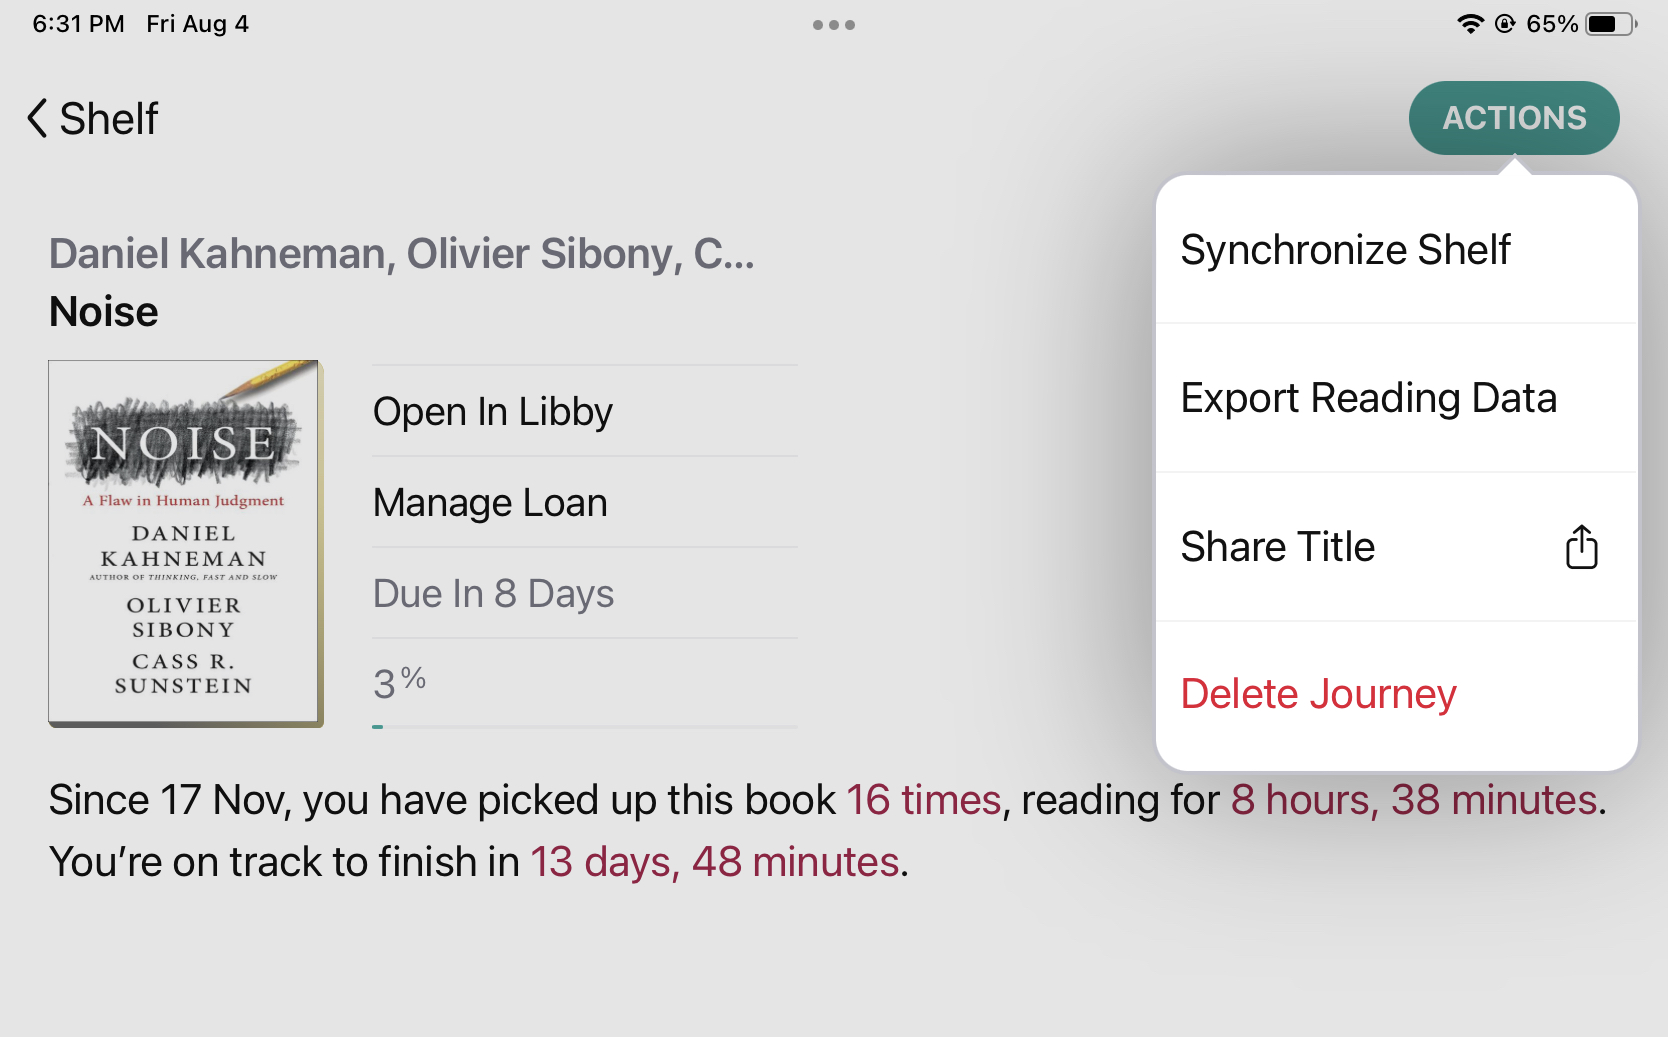 6:31 PM Fri Aug 4
65%
Shelf
ACTIONS
Daniel Kahneman, Olivier Sibony, C...
Noise
NOISE
A Flaw in Human Judgment
DANIEL
KAHNEMAN
AUTHOR OF THINKING, FAST AND SLOW
OLIVIER
SIBONY
CASS R.
SUNSTEIN
Open In Libby
Manage Loan
Due In 8 Days
3%
Synchronize Shelf
Export Reading Data
Share Title
Delete Journey
Since 17 Nov, you have picked up this book 16 times, reading for 8 hours, 38 minutes.
You’re on track to finish in 13 days, 48 minutes.